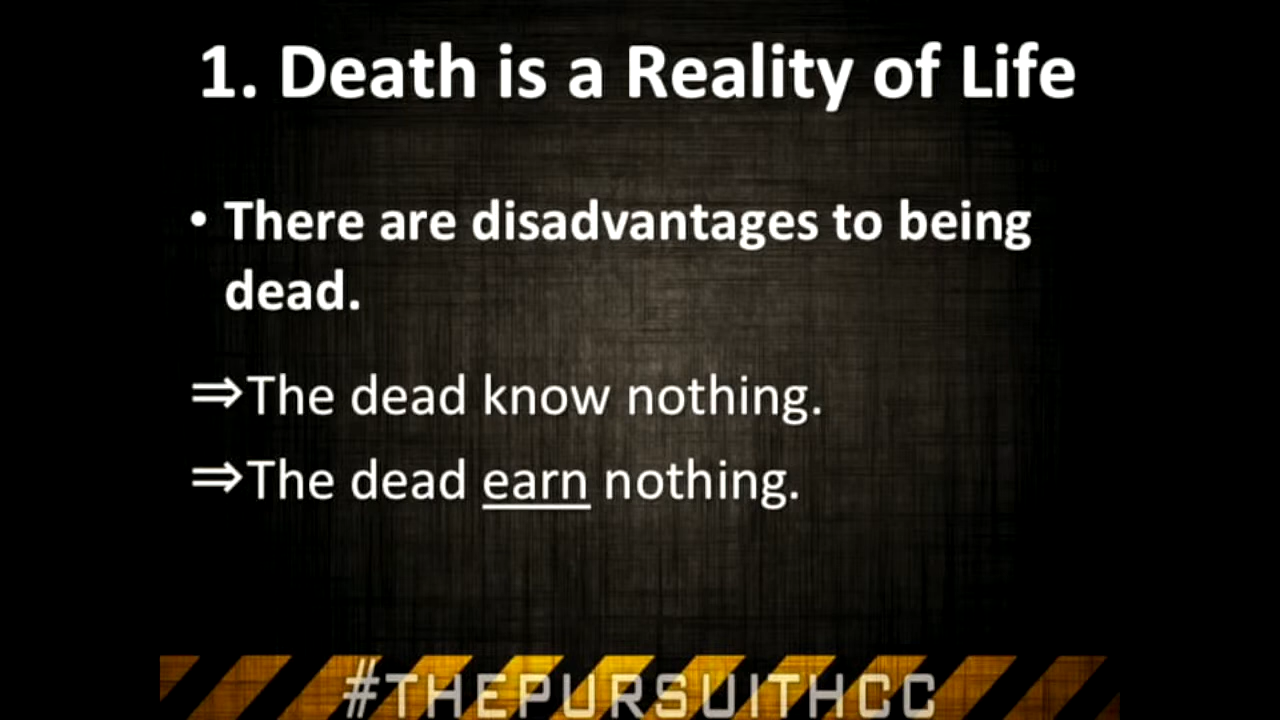 1. Death is a Reality of Life
• There are disadvantages to being
dead.
⇒The dead know nothing.
⇒The dead earn nothing.
#THEPURSUITHCC